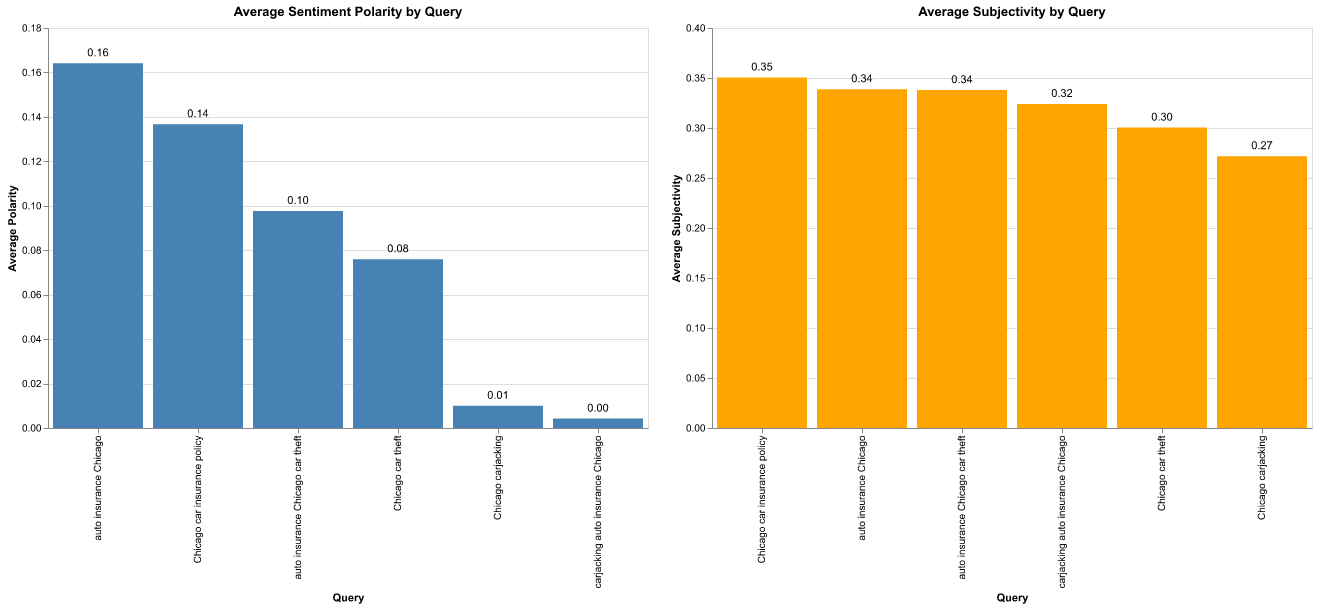 Average Sentiment Polarity by Query
Average Polarity
0.18
0.16
0.14
0.12
0.10
0.08
0.06
0.04
0.02
0.00
0.16
0.14
0.10
0.08
0.01
0.00
auto insurance Chicago
Chicago car insurance policy
auto insurance Chicago car theft
Chicago car theft
Chicago carjacking
carjacking auto insurance Chicago
Query
Average Subjectivity by Query
Average Subjectivity
0.40
0.35
0.30
0.25
0.20
0.15
0.10
0.05
0.00
0.35
0.34
0.34
0.32
0.30
0.27
Chicago car insurance policy
auto insurance Chicago
auto insurance Chicago car theft
carjacking auto insurance Chicago
Chicago car theft
Chicago carjacking
Query